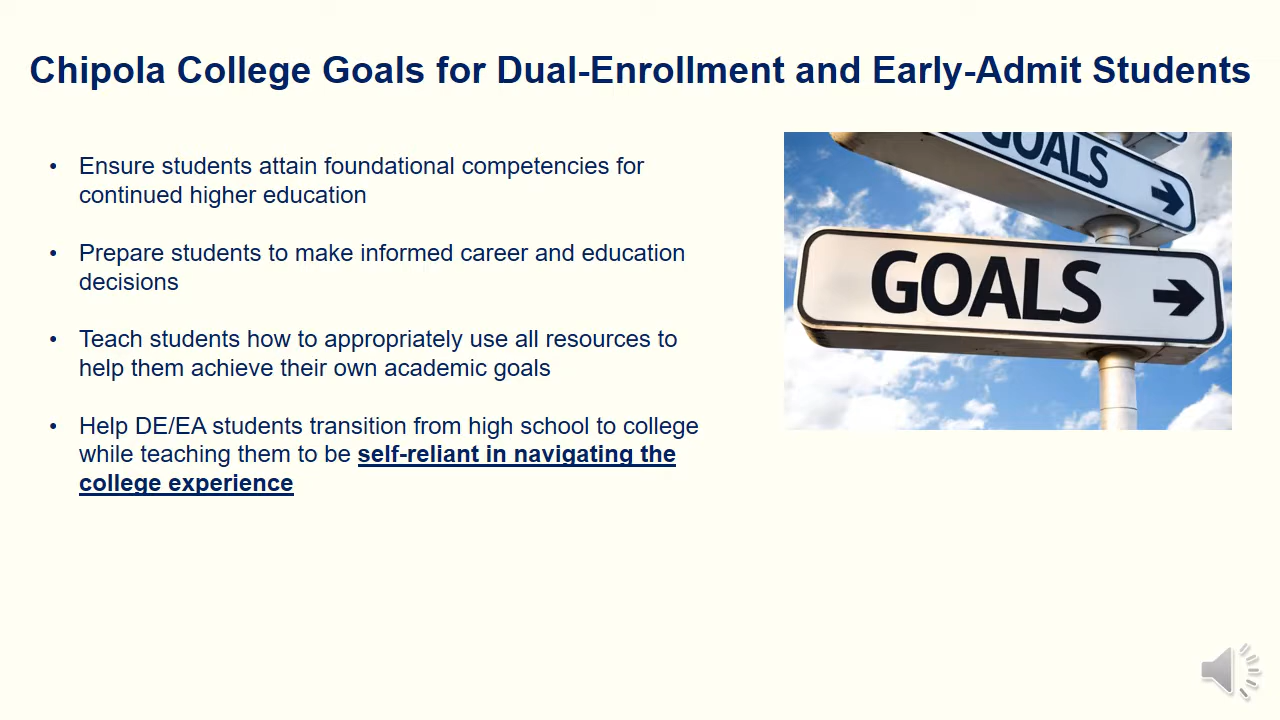 Chipola College Goals for Dual-Enrollment and Early-Admit Students
• Ensure students attain foundational competencies for
continued higher education
• Prepare students to make informed career and education
decisions
• Teach students how to appropriately use all resources to
help them achieve their own academic goals
• Help DE/EA students transition from high school to college
while teaching them to be self-reliant in navigating the
college experience
GOALS
GOALS